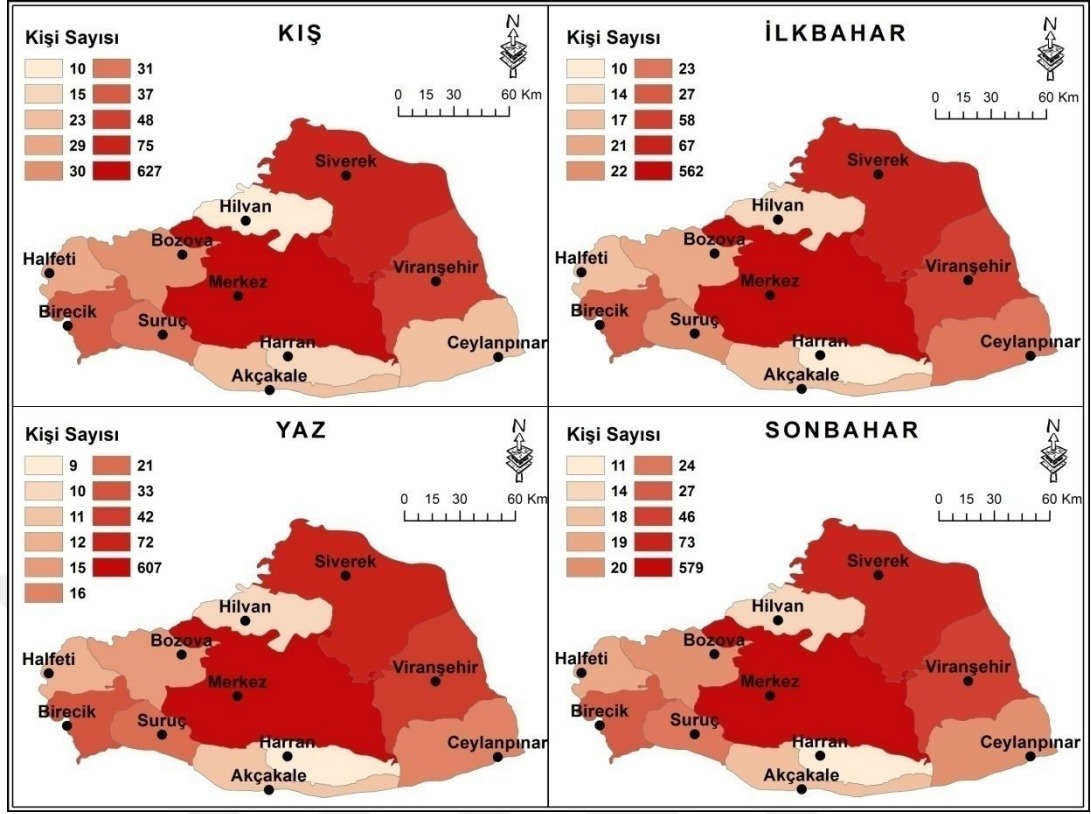 KIŞ
N
Kişi Sayısı
10 31
15 37
23 48
29 75
30 627
0 15 30 60 Km
Siverek
Hilvan
Bozova
Halfeti
Viranşehir
Merkez
Birecik
Suruç
Harran
Ceylanpınar
Akçakale
İLKBAHAR
N
Kişi Sayısı
10 23
14 27
17 58
21 67
22 562
0 15 30 60 Km
Siverek
Hilvan
Bozova
Halfeti
Viranşehir
Merkez
Birecik
Suruç
Harran
Ceylanpınar
Akçakale
YAZ
N
Kişi Sayısı
9 21
10 33
11 42
12 72
15 607
16
0 15 30 60 Km
Siverek
Hilvan
Bozova
Halfeti
Viranşehir
Merkez
Birecik
Suruç
Harran
Ceylanpınar
Akçakale
SONBAHAR
N
Kişi Sayısı
11 24
14 27
18 46
19 73
20 579
0 15 30 60 Km
Siverek
Hilvan
Bozova
Halfeti
Viranşehir
Merkez
Birecik
Suruç
Harran
Ceylanpınar
Akçakale